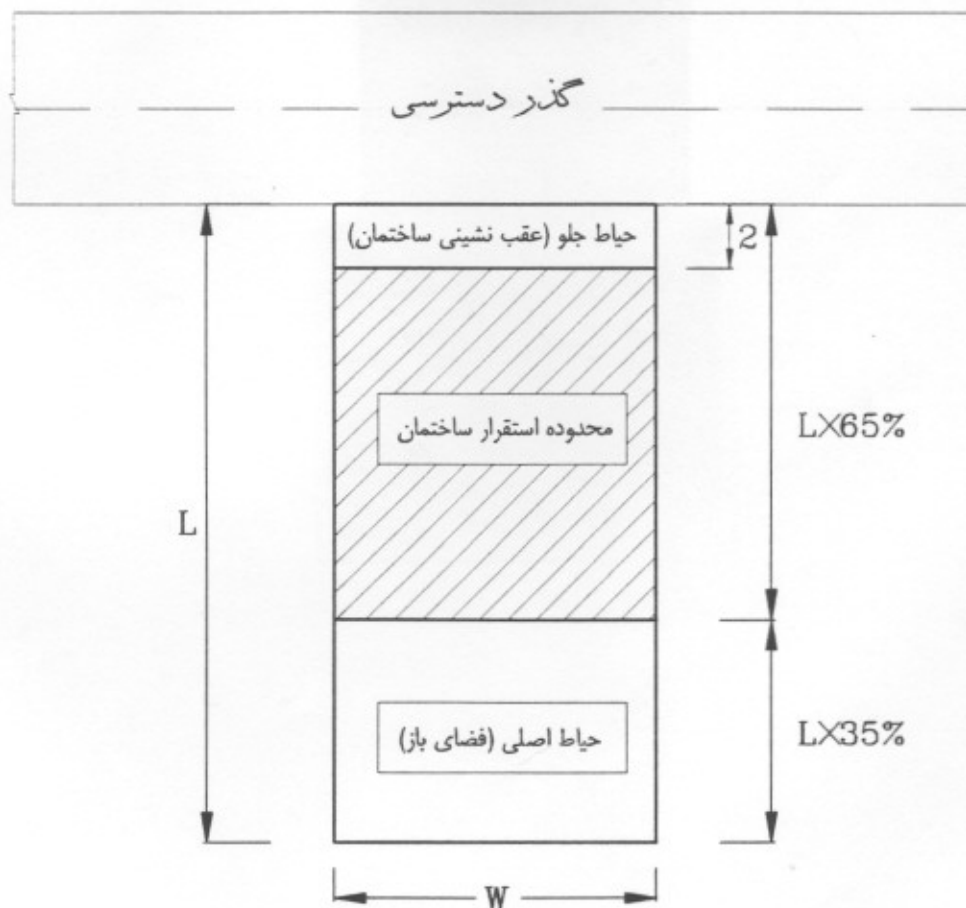 گذر دسترسی
حیاط جلو (عقب نشینی ساختمان)
2
محدوده استقرار ساختمان
L×65%
L
حیاط اصلی (فضای باز)
L×35%
W